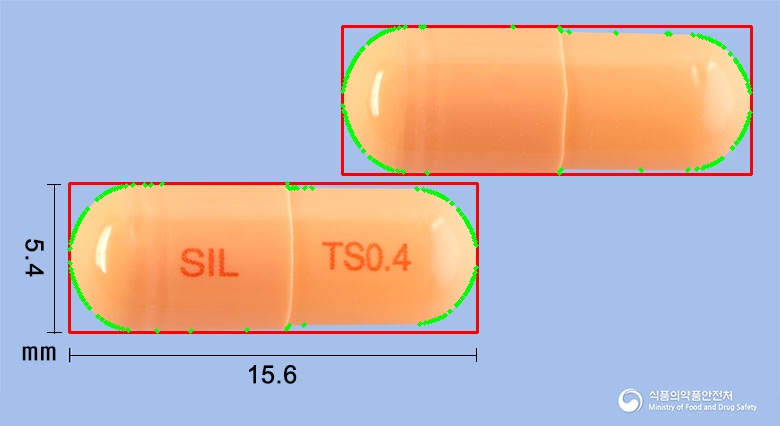 SIL TS0.4
5.4
mm
15.6
식품의약품안전처
Ministry of Food and Drug Safety